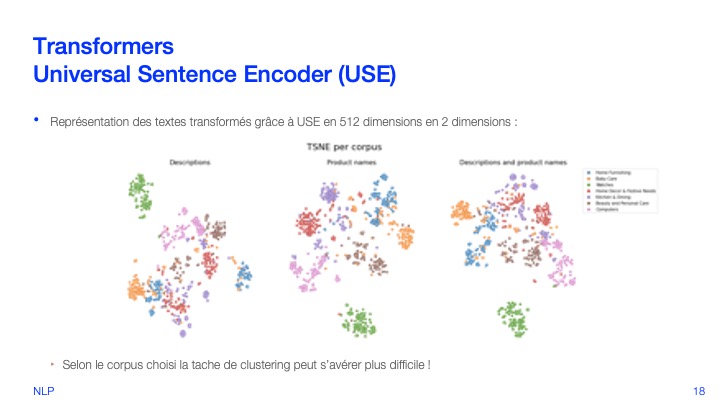 Transformers
Universal Sentence Encoder (USE)
• Représentation des textes transformés grâce à USE en 512 dimensions en 2 dimensions :
TSNE per corpus
Descriptions
Product names
Descriptions and product names
Home Furnishing
Baby Care
Watches
Home Decor & Festive Needs
Kitchen & Dining
Beauty and Personal Care
Computers
‣ Selon le corpus choisi la tache de clustering peut s'avérer plus difficile !
NLP
18